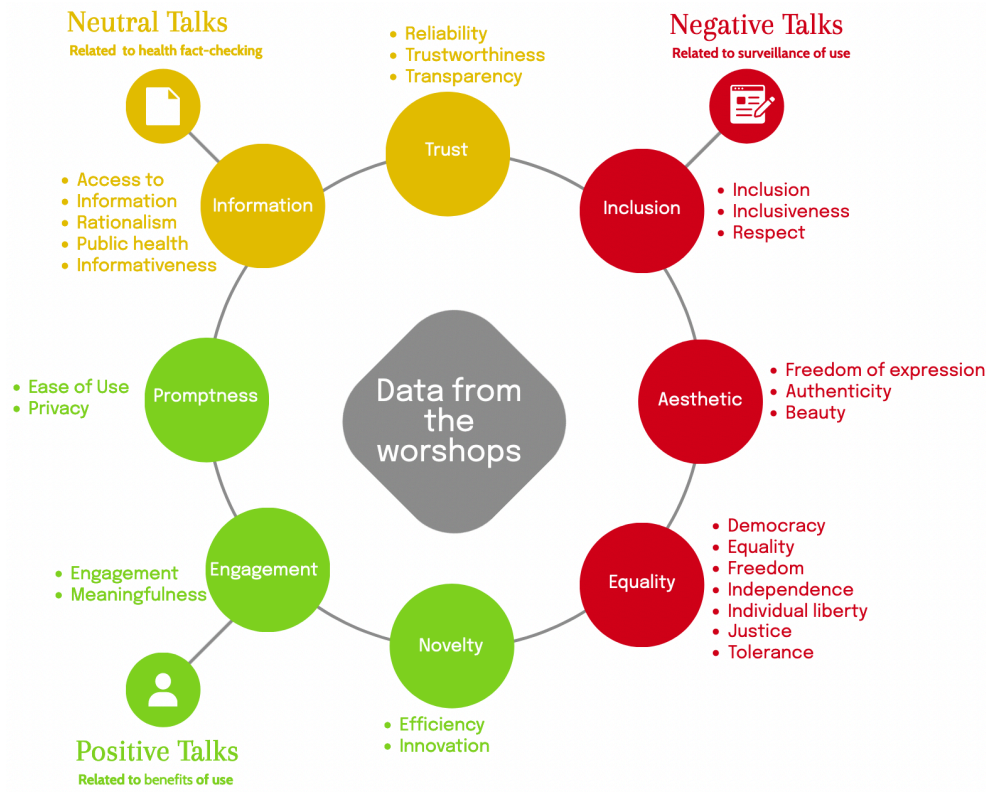 Neutral Talks
Related to health fact-checking
Negative Talks
Related to surveillance of use
• Reliability
• Trustworthiness
• Transparency
Trust
Information
• Access to
• Information
• Rationalism
• Public health
• Informativeness
Inclusion
• Inclusion
• Inclusiveness
• Respect
Promptness
• Ease of Use
• Privacy
Data from
the
worshops
Aesthetic
• Freedom of expression
• Authenticity
• Beauty
Engagement
• Engagement
• Meaningfulness
Equality
• Democracy
• Equality
• Freedom
• Independence
• Individual liberty
• Justice
• Tolerance
Novelty
• Efficiency
• Innovation
Positive Talks
Related to benefits of use